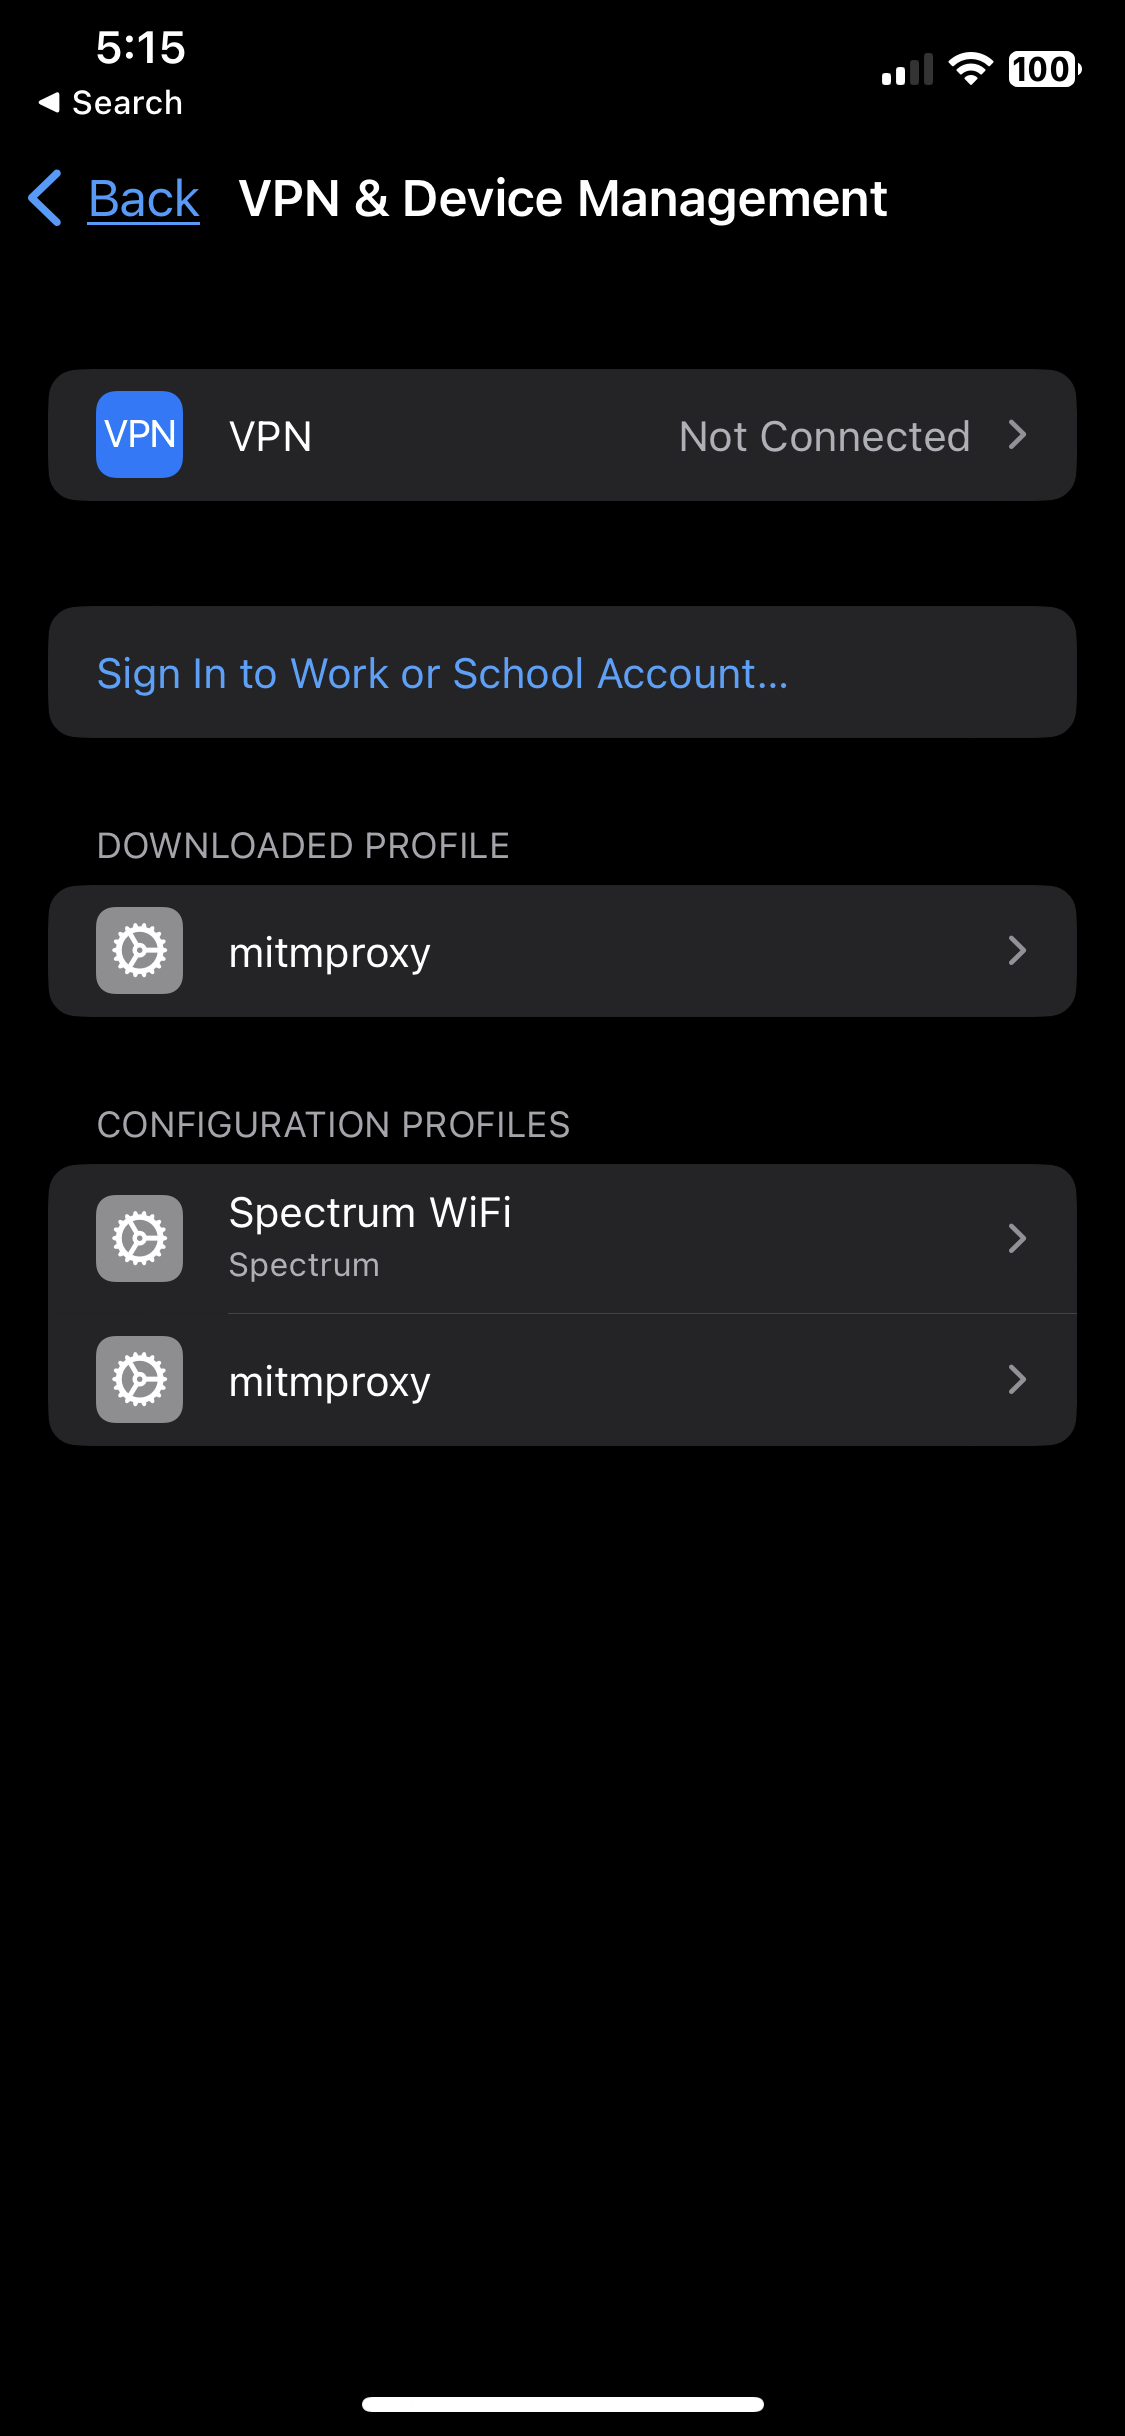 5:15
100
Search
Back
VPN & Device Management
VPN
VPN
Not Connected
Sign In to Work or School Account...
DOWNLOADED PROFILE
mitmproxy
CONFIGURATION PROFILES
Spectrum WiFi
Spectrum
mitmproxy